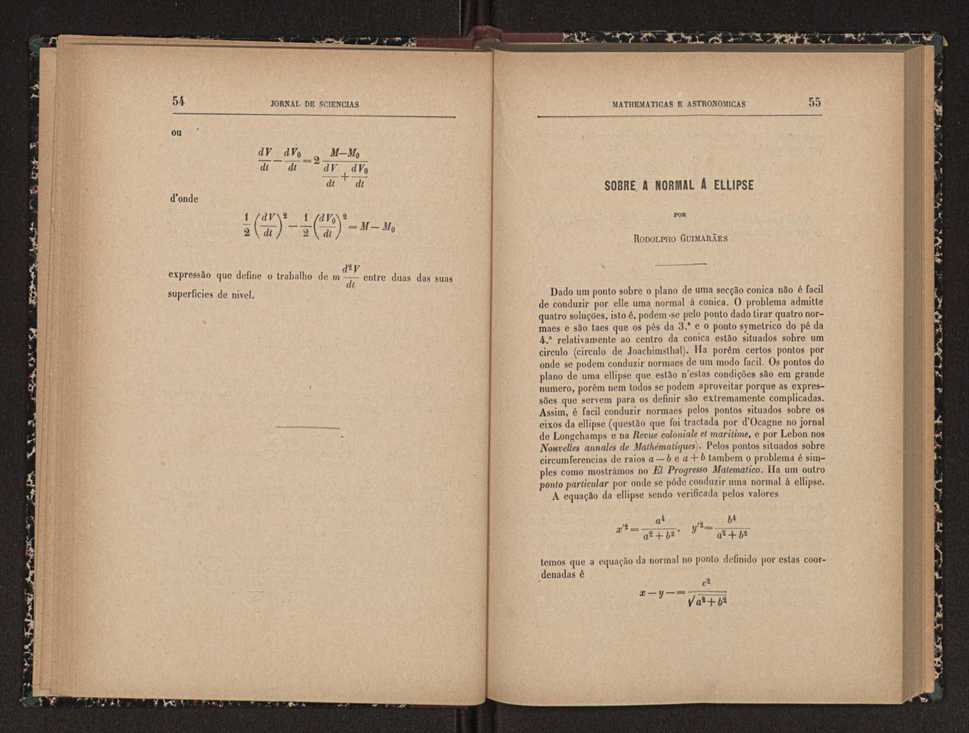 54 JORNAL DE SCIENCIAS
ou
dV/dt − dV₀/dt = 2 (M—M₀)/(dV/dt + dV₀/dt)
d'onde
1/2 (dV/dt)² − 1/2 (dV₀/dt)² = M — M₀
expressão que define o trabalho de m d²V/dt entre duas das suas
superficies de nivel.
MATHEMATICAS E ASTRONOMICAS 55
SOBRE A NORMAL Á ELLIPSE
POR
RODOLPHO GUIMARÃES
Dado um ponto sobre o plano de uma secção conica não é facil
de conduzir por elle uma normal á conica. O problema admitte
quatro soluções, isto é, podem-se pelo ponto dado tirar quatro nor-
maes e são taes que os pés da 3.ª e o ponto symetrico do pé da
4.ª relativamente ao centro da conica estão situados sobre um
circulo (circulo de Joachimsthal). Ha porém certos pontos por
onde se podem conduzir normaes de um modo facil. Os pontos do
plano de uma ellipse que estão n'estas condições são em grande
numero, porém nem todos se podem aproveitar porque as expres-
sões que servem para os definir são extremamente complicadas.
Assim, é facil conduzir normaes pelos pontos situados sobre os
eixos da ellipse (questão que foi tractada por d'Ocagne no jornal
de Longchamps e na Revue coloniale et maritime, e por Lebon nos
Nouvelles annales de Mathématiques). Pelos pontos situados sobre
circumferencias de raios a — b e a + b tambem o problema é sim-
ples como mostrámos no El Progresso Matematico. Ha um outro
ponto particular por onde se póde conduzir uma normal á ellipse.
A equação da ellipse sendo verificada pelos valores
x'² = a⁴/(a² + b²), y'² = b⁴/(a² + b²)
temos que a equação da normal no ponto definido por estas coor-
denadas é
x — y — = c²/√(a² + b²)